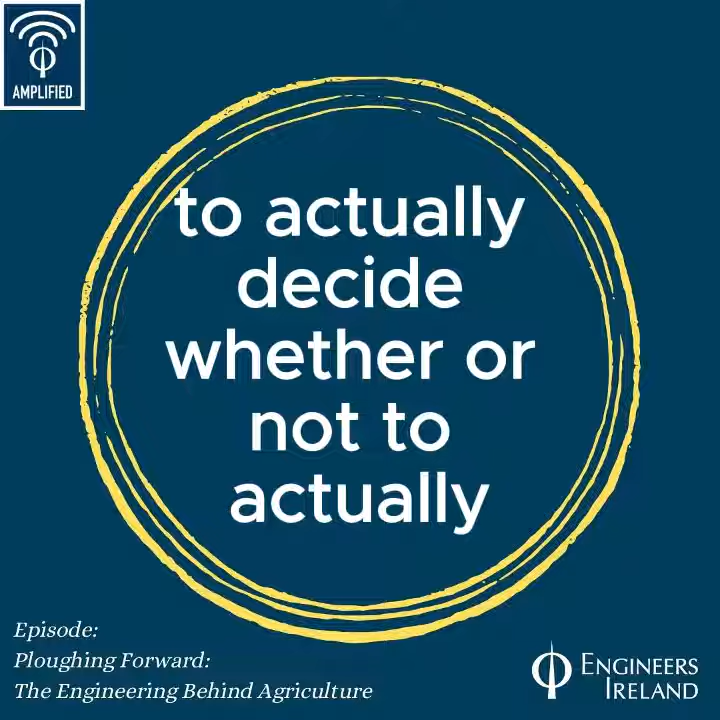 AMPLIFIED
to actually
decide
whether or
not to
actually
Episode:
Ploughing Forward:
The Engineering Behind Agriculture
ENGINEERS
IRELAND